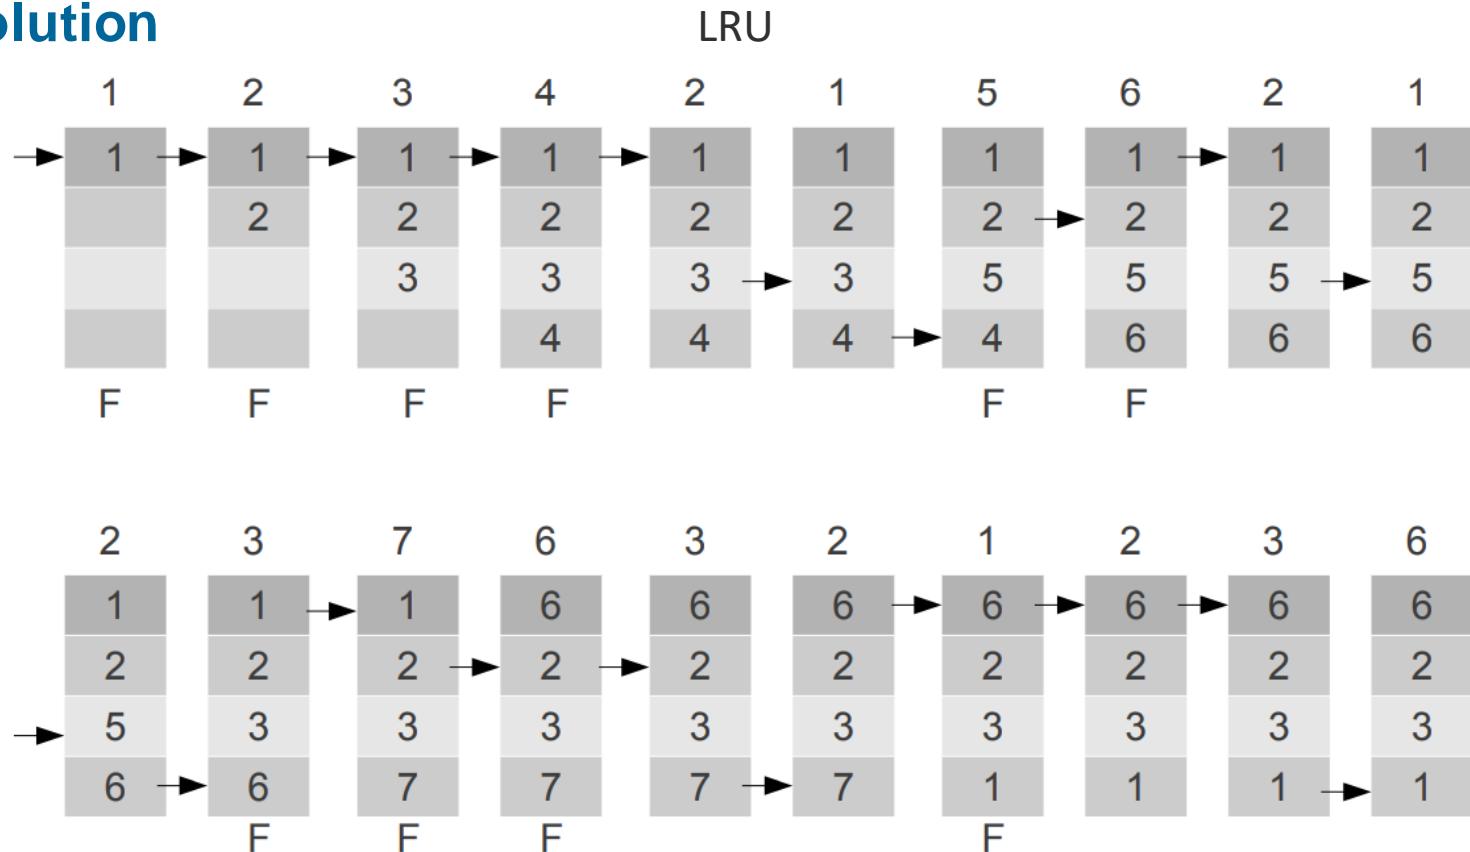 olution
LRU
1 2 3 4 2 1 5 6 2 1
1 1 1 1 1 1 1 1 1 1
2 2 2 2 2 2 2 2 2
3 3 3 3 5 5 5 5
4 4 4 4 6 6 6
F F F F F F
2 3 7 6 3 2 1 2 3 6
1 1 1 6 6 6 6 6 6 6
2 2 2 2 2 2 2 2 2 2
5 3 3 3 3 3 3 3 3 3
6 6 7 7 7 7 1 1 1 1
F F F F